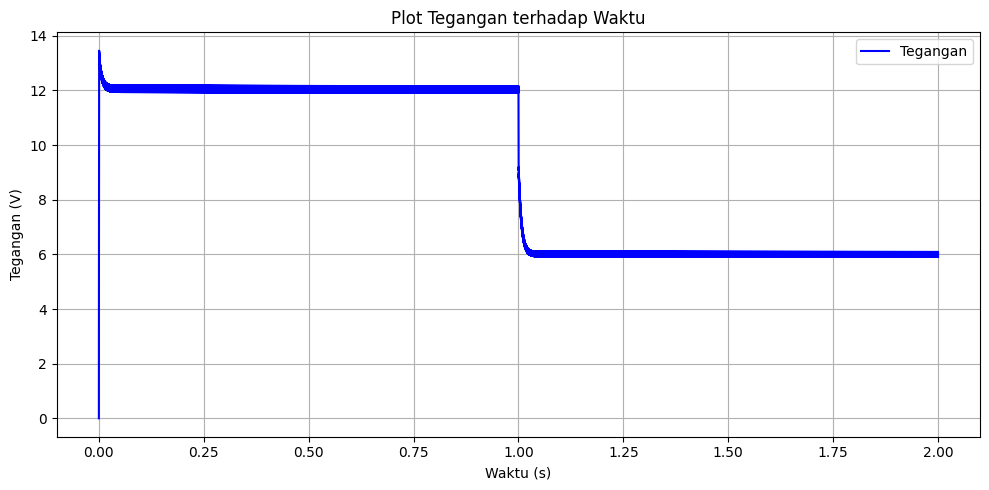 Plot Tegangan terhadap Waktu
Tegangan
14
12
10
8
6
4
2
0
Tegangan (V)
0.00 0.25 0.50 0.75 1.00 1.25 1.50 1.75 2.00
Waktu (s)